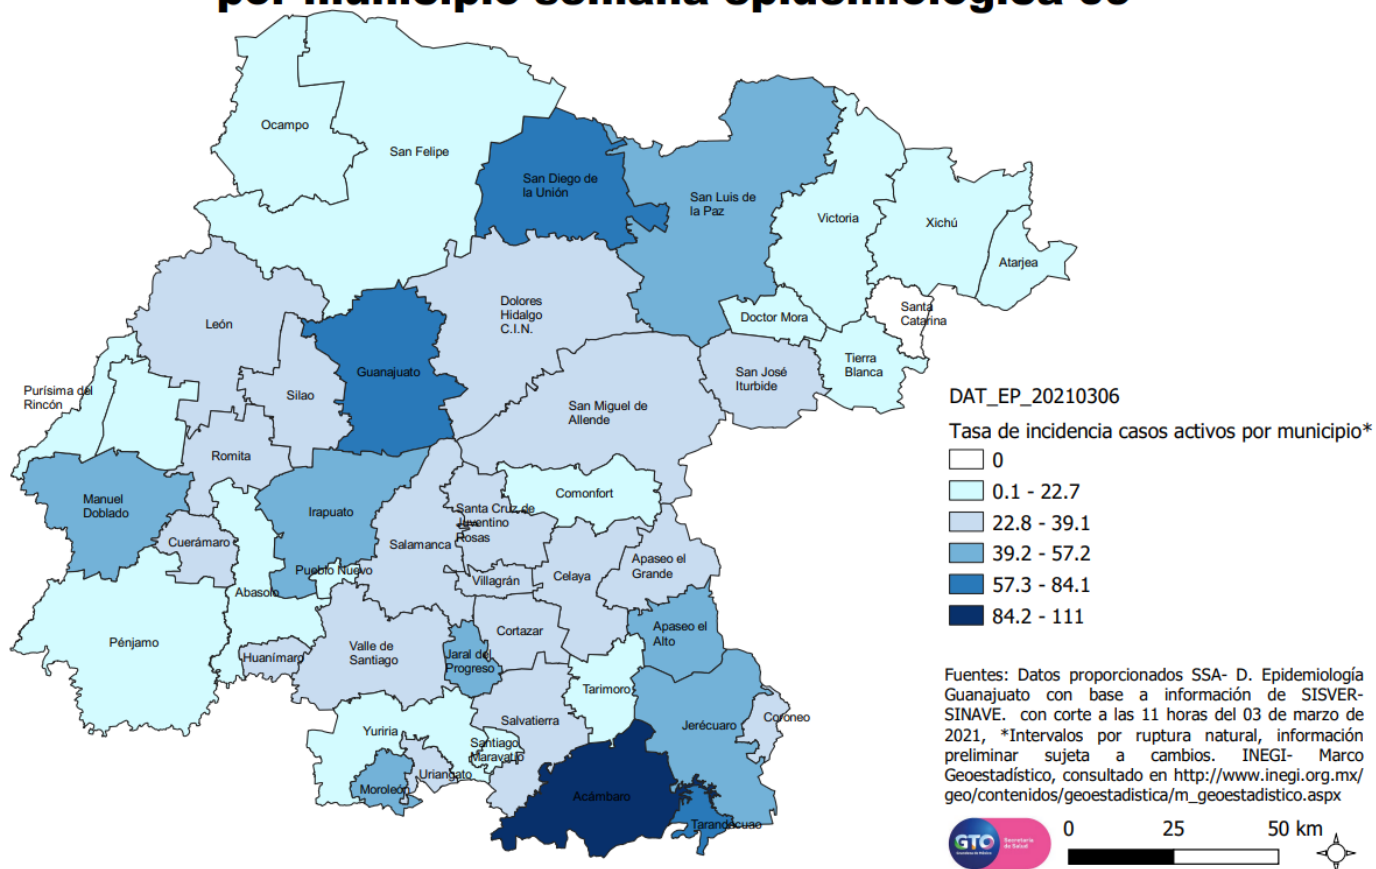 por municipio semana epidemiológica
Ocampo
San Felipe
San Diego de
la Unión
San Luis de
la Paz
Victoria
Xichú
Atarjea
Santa
Catarina
Doctor Mora
Tierra
Blanca
Dolores
Hidalgo
C.I.N.
León
Guanajuato
Silao
San José
Iturbide
San Miguel de
Allende
Purísima del
Rincón
Romita
Manuel
Doblado
Irapuato
Comonfort
Santa Cruz de
Juventino
Rosas
Cuerámaro
Salamanca
Apaseo el
Grande
Pueblo Nuevo
Villagrán
Celaya
Abasolo
Pénjamo
Cortazar
Apaseo el
Alto
Huanímaro
Valle de
Santiago
Jaral del
Progreso
Tarimoro
Salvatierra
Jerécuaro
Coroneo
Yuriria
Santiago
Maravatío
Uriangato
Moroleón
Acámbaro
Tarandacuao
DAT_EP_20210306
Tasa de incidencia casos activos por municipio*
0
0.1 - 22.7
22.8 - 39.1
39.2 - 57.2
57.3 - 84.1
84.2 - 111
Fuentes: Datos proporcionados SSA- D. Epidemiología
Guanajuato con base a información de SISVER-
SINAVE. con corte a las 11 horas del 03 de marzo de
2021, *Intervalos por ruptura natural, información
preliminar sujeta a cambios. INEGI- Marco
Geoestadístico, consultado en http://www.inegi.org.mx/
geo/contenidos/geoestadistica/m_geoestadistico.aspx
GTO
Secretaría
de Salud
0 25 50 km